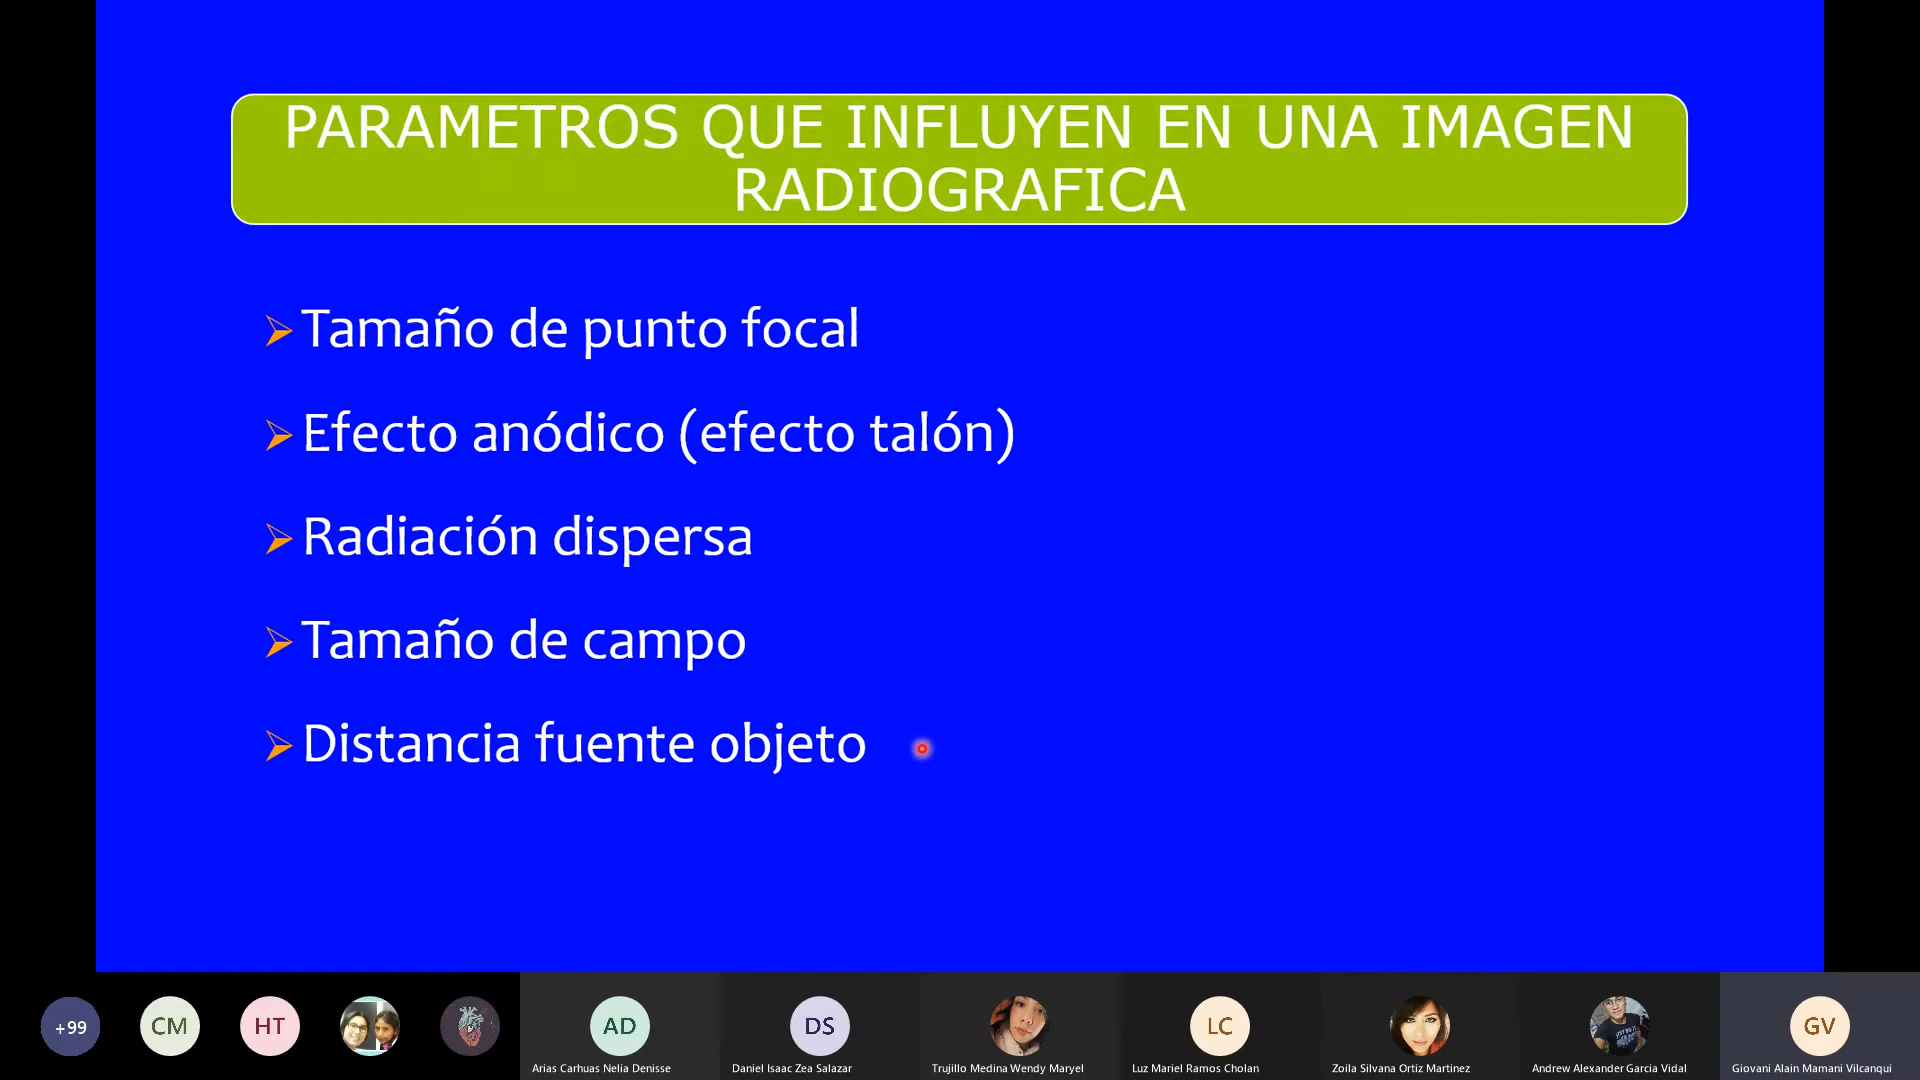 PARAMETROS QUE INFLUYEN EN UNA IMAGEN
RADIOGRAFICA
Tamaño de punto focal
Efecto anódico (efecto talón)
Radiación dispersa
Tamaño de campo
Distancia fuente objeto
+99
CM
HT
AD
DS
LC
GV
Arias Carhuas Nelia Denisse
Daniel Isaac Zea Salazar
Trujillo Medina Wendy Maryel
Luz Mariel Ramos Cholan
Zoila Silvana Ortiz Martinez
Andrew Alexander Garcia Vidal
Giovani Alain Mamani Vilcanqui